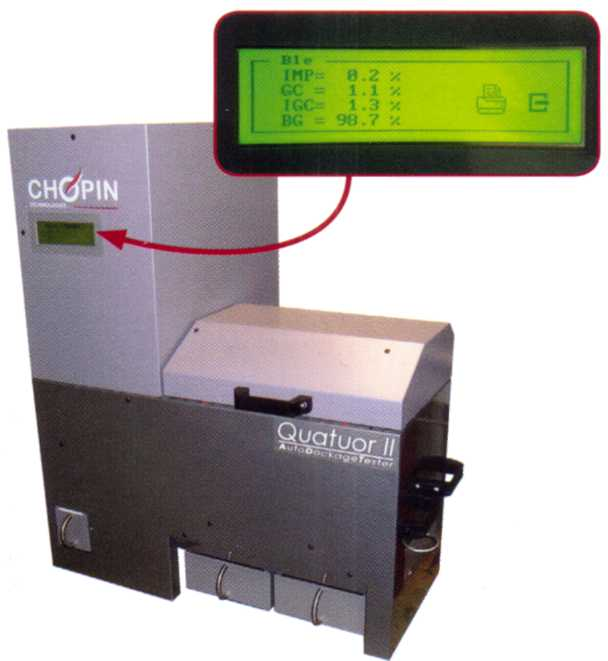 Ble
IMP= 0.2 %
GC = 1.1 %
IGC= 1.3 %
BG = 98.7 %
CHOPIN
TECHNOLOGIES
Quatuor II
AutoDockageTester